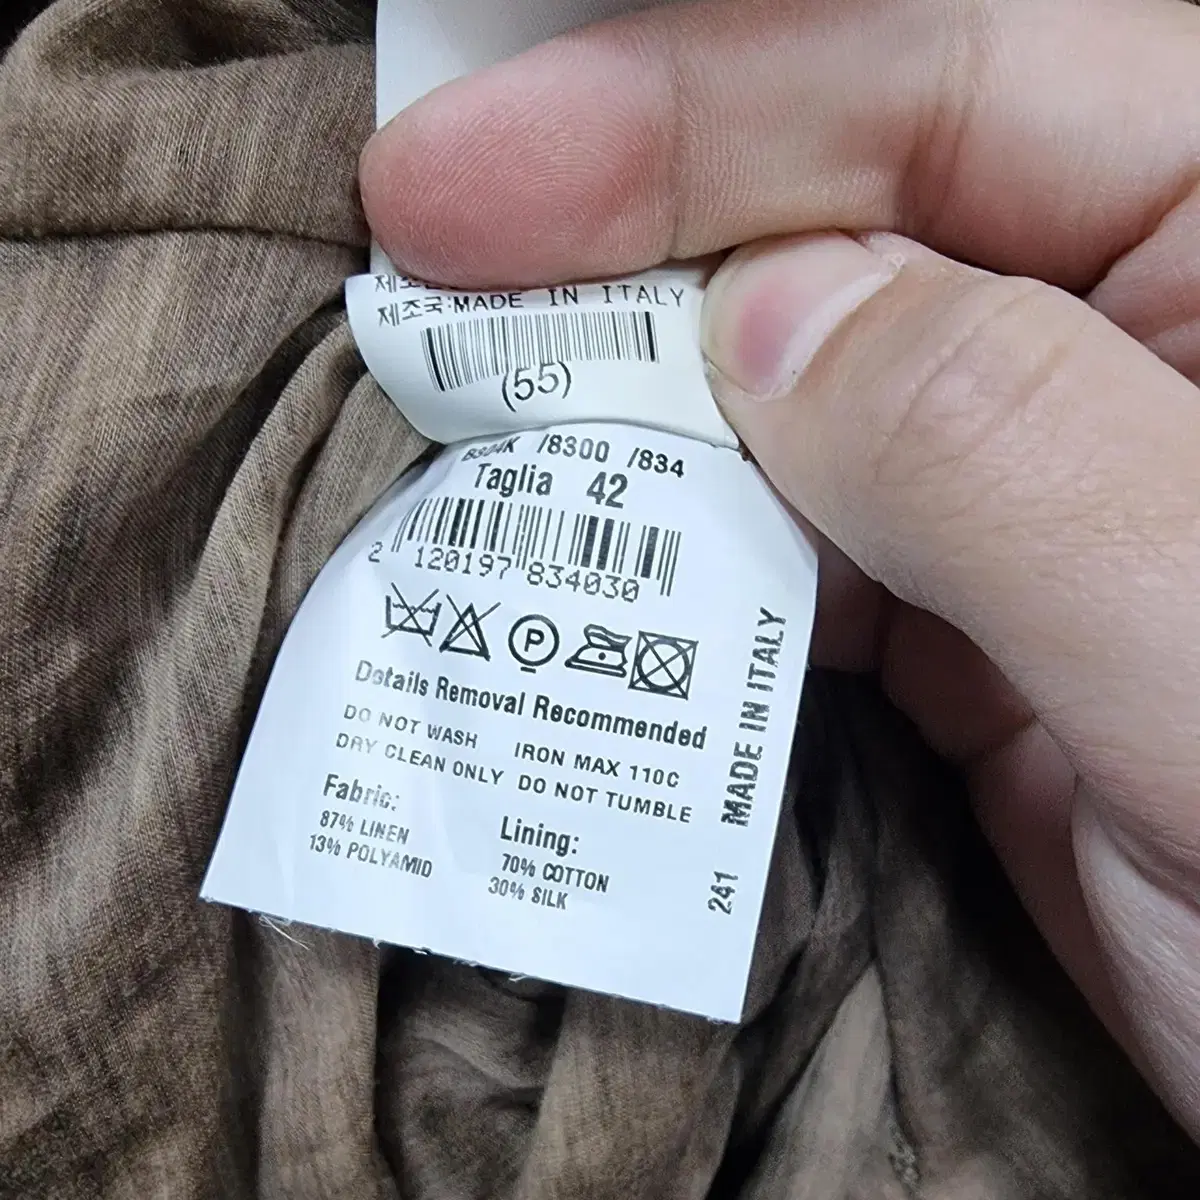 제조국:MADE IN ITALY
(55)
B304K /8300 /834
Taglia 42
2 120197 834030
P
Details Removal Recommended
DO NOT WASH IRON MAX 110C
DRY CLEAN ONLY DO NOT TUMBLE
Fabric:
87% LINEN
13% POLYAMID
Lining:
70% COTTON
30% SILK
MADE IN ITALY
241